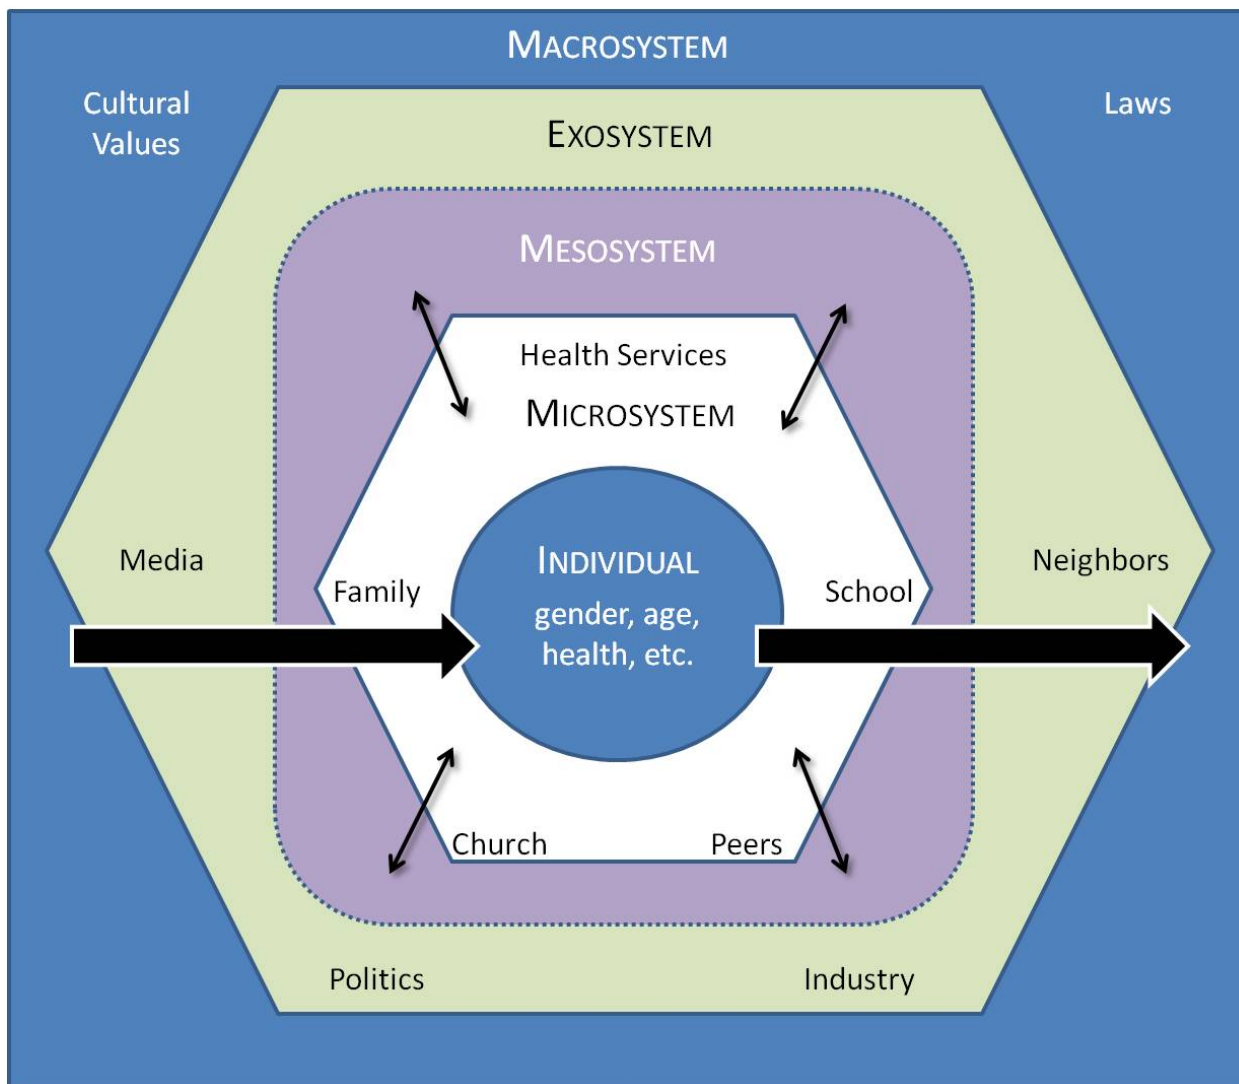 MACROSYSTEM
Cultural
Values
Laws
EXOSYSTEM
MESOSYSTEM
Health Services
MICROSYSTEM
INDIVIDUAL
gender, age,
health, etc.
Media
Family
School
Neighbors
Church
Peers
Politics
Industry